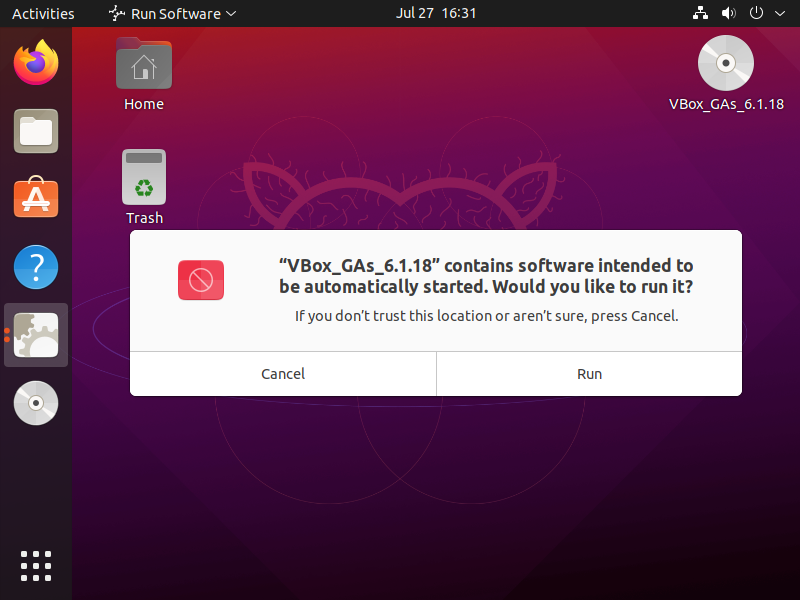 Activities Run Software Jul 27 16:31
Home
VBox_GAs_6.1.18
Trash
“VBox_GAs_6.1.18” contains software intended to
be automatically started. Would you like to run it?
If you don’t trust this location or aren’t sure, press Cancel.
Cancel Run